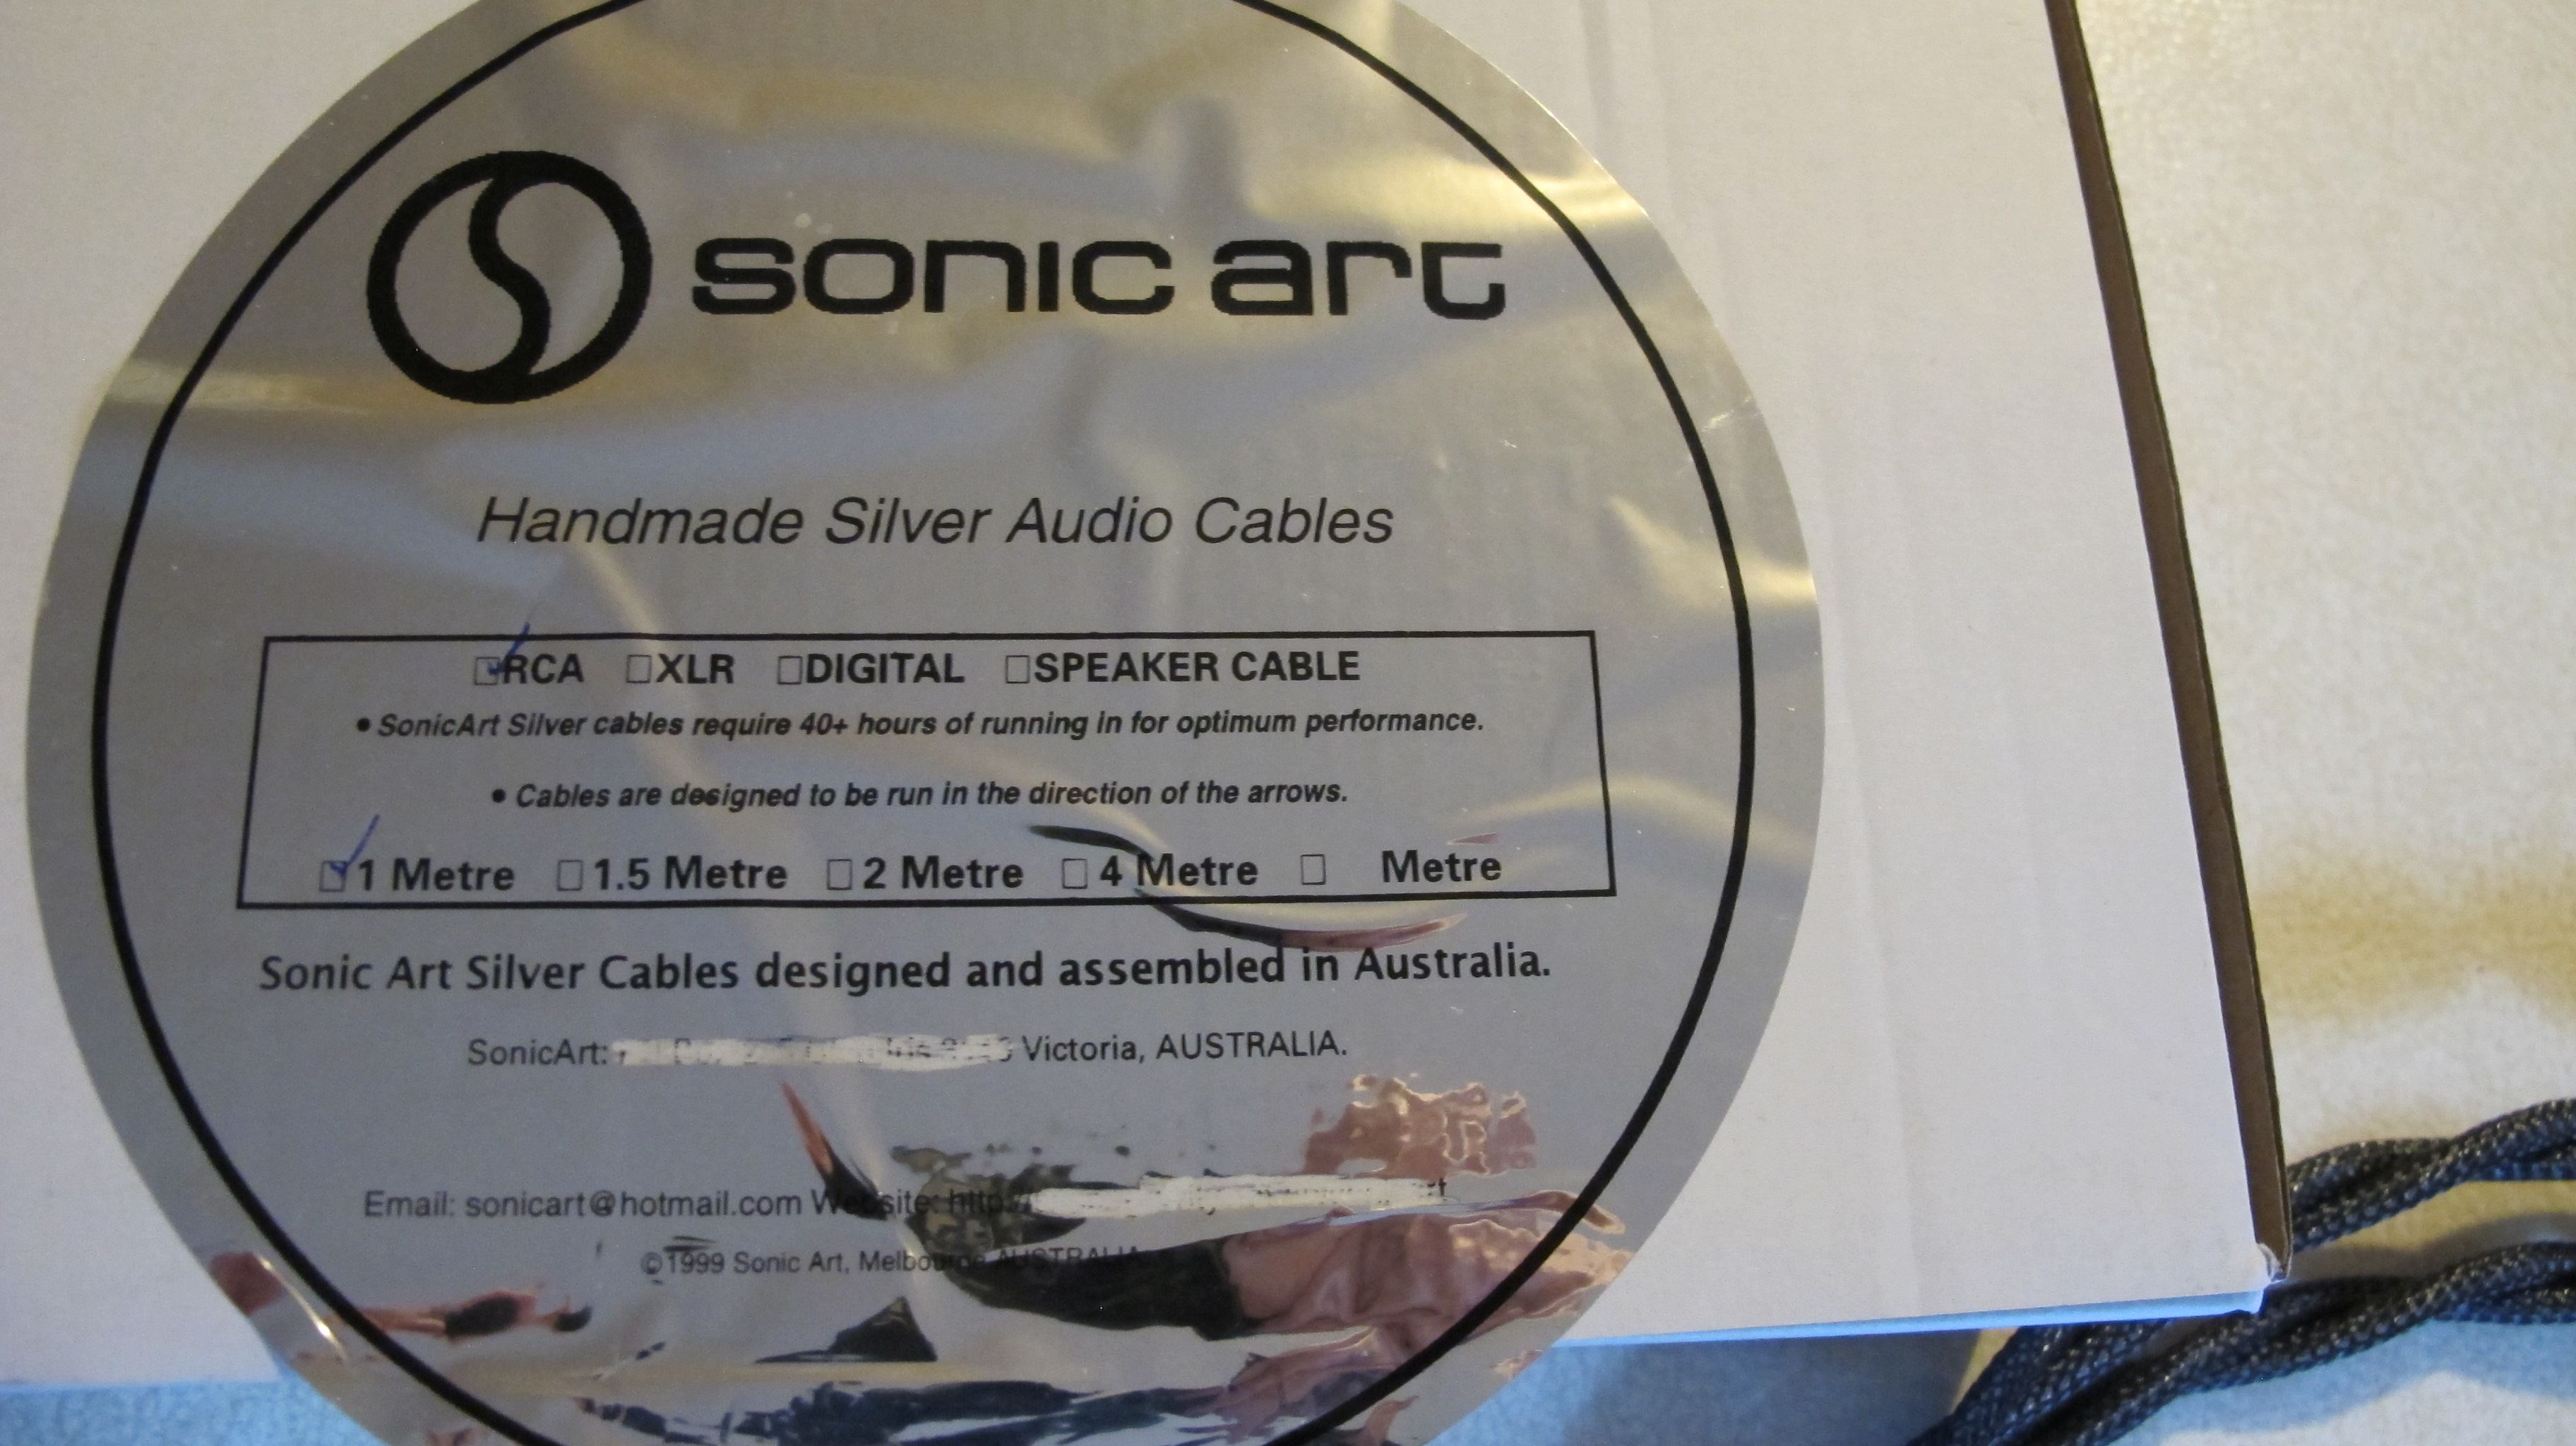 sonic art
Handmade Silver Audio Cables
☑RCA ☐XLR ☐DIGITAL ☐SPEAKER CABLE
• SonicArt Silver cables require 40+ hours of running in for optimum performance.
• Cables are designed to be run in the direction of the arrows.
☑1 Metre ☐1.5 Metre ☐2 Metre ☐4 Metre ☐ Metre
Sonic Art Silver Cables designed and assembled in Australia.
SonicArt: Victoria, AUSTRALIA.
Email: sonicart@hotmail.com Website: http:/
©1999 Sonic Art, Melbourne AUSTRALIA